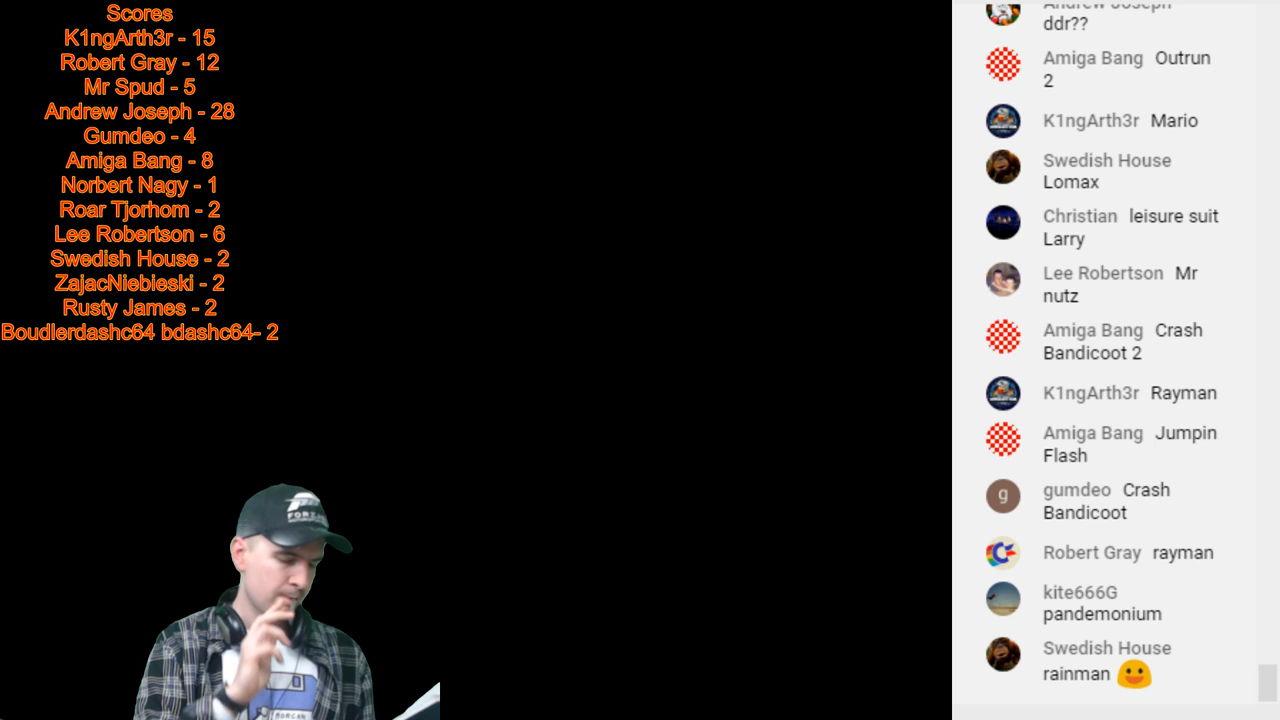 Scores
K1ngArth3r - 15
Robert Gray - 12
Mr Spud - 5
Andrew Joseph - 28
Gumdeo - 4
Amiga Bang - 8
Norbert Nagy - 1
Roar Tjorhom - 2
Lee Robertson - 6
Swedish House - 2
ZajacNiebieski - 2
Rusty James - 2
Boudlerdashc64 bdashc64- 2
Andrew Joseph
ddr??
Amiga Bang Outrun
2
K1ngArth3r Mario
Swedish House
Lomax
Christian leisure suit
Larry
Lee Robertson Mr
nutz
Amiga Bang Crash
Bandicoot 2
K1ngArth3r Rayman
Amiga Bang Jumpin
Flash
g
gumdeo Crash
Bandicoot
Robert Gray rayman
kite666G
pandemonium
Swedish House
rainman
FORZA